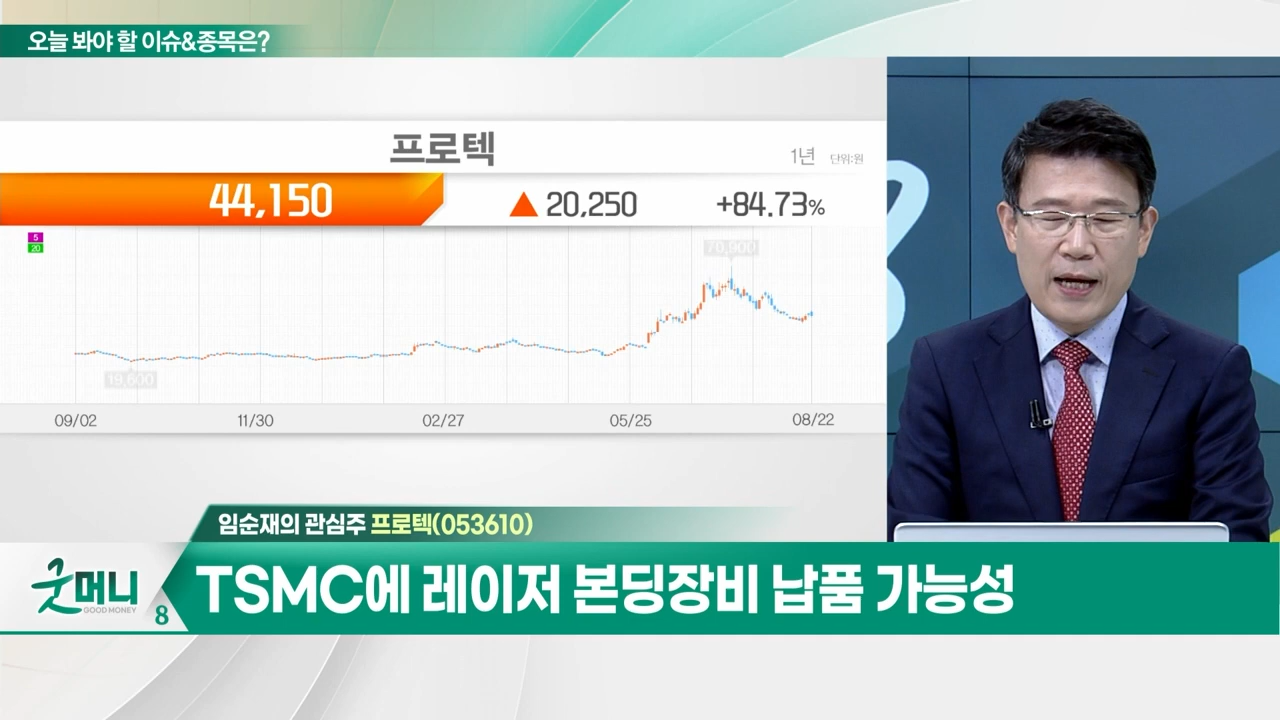 오늘 봐야 할 이슈&종목은?
프로텍
1년 단위:원
44,150 ▲ 20,250 +84.73%
5
20
70,900
19,600
09/02 11/30 02/27 05/25 08/22
임순재의 관심주 프로텍(053610)
굿머니
GOOD MONEY
8
TSMC에 레이저 본딩장비 납품 가능성